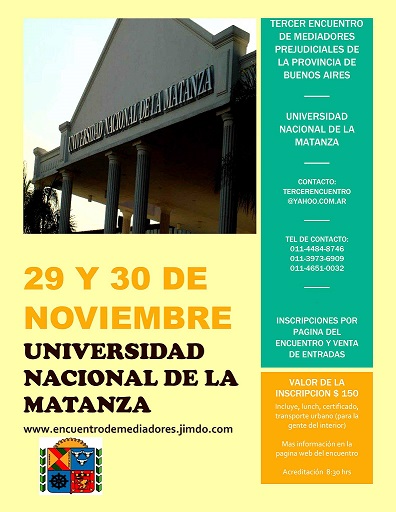 UNIVERSIDAD NACIONAL DE LA MATANZA
29 Y 30 DE
NOVIEMBRE
UNIVERSIDAD
NACIONAL DE LA
MATANZA
www.encuentrodemediadores.jimdo.com
TERCER ENCUENTRO
DE MEDIADORES
PREJUDICIALES DE
LA PROVINCIA DE
BUENOS AIRES
UNIVERSIDAD
NACIONAL DE LA
MATANZA
CONTACTO:
TERCERENCUENTRO
@YAHOO.COM.AR
TEL DE CONTACTO:
011-4484-8746
011-3973-6909
011-4651-0032
INSCRIPCIONES POR
PAGINA DEL
ENCUENTRO Y VENTA
DE ENTRADAS
VALOR DE LA
INSCRIPCION $ 150
Incluye, lunch, certificado,
transporte urbano (para la
gente del interior)
Mas información en la
pagina web del encuentro
Acreditación 8:30 hrs